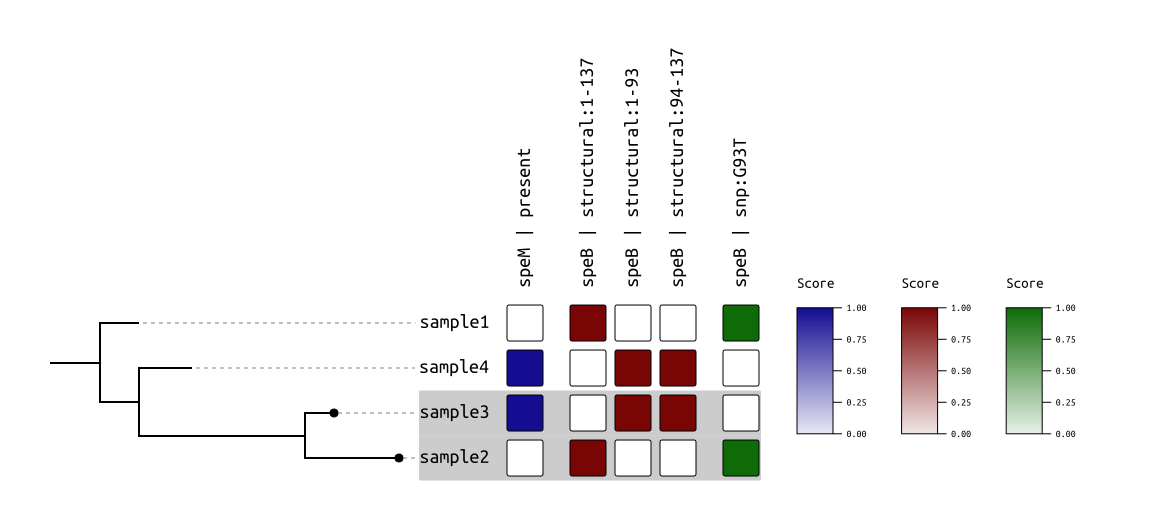 speM | present
speB | structural:1-137
speB | structural:1-93
speB | structural:94-137
speB | snp:G93T
sample1
sample4
sample3
sample2
Score
1.00
0.75
0.50
0.25
0.00
Score
1.00
0.75
0.50
0.25
0.00
Score
1.00
0.75
0.50
0.25
0.00